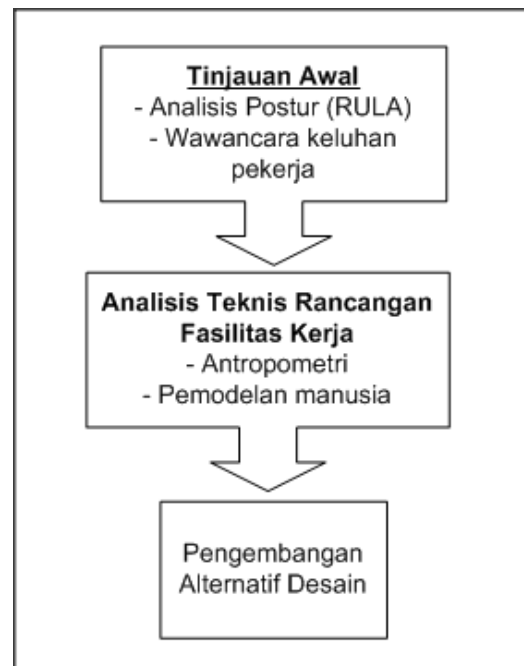 Tinjauan Awal
- Analisis Postur (RULA)
- Wawancara keluhan
pekerja
Analisis Teknis Rancangan
Fasilitas Kerja
- Antropometri
- Pemodelan manusia
Pengembangan
Alternatif Desain